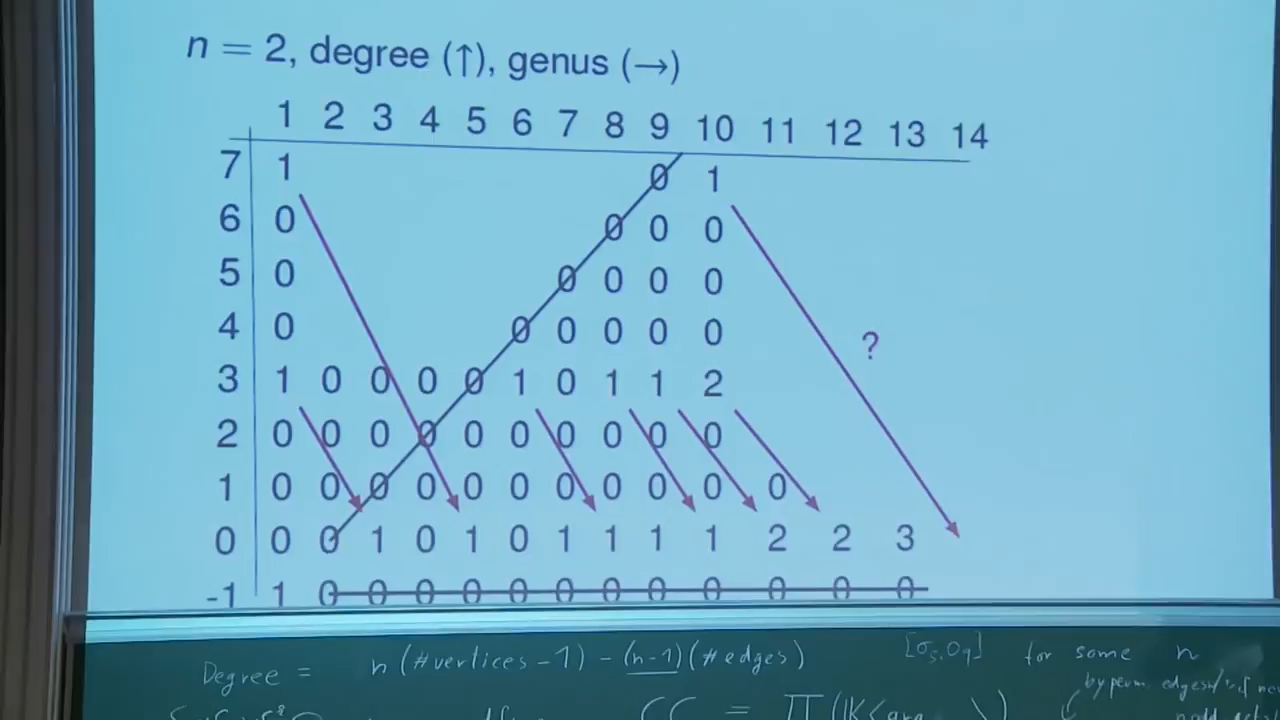 n = 2, degree (↑), genus (→)
1 2 3 4 5 6 7 8 9 10 11 12 13 14
7 1 0 1
6 0 0 0 0
5 0 0 0 0 0
4 0 0 0 0 0 0
?
3 1 0 0 0 0 1 0 1 1 2
2 0 0 0 0 0 0 0 0 0 0
1 0 0 0 0 0 0 0 0 0 0 0
0 0 0 1 0 1 0 1 1 1 1 2 2 3
-1 1 0 0 0 0 0 0 0 0 0 0 0 0
Degree = n (#vertices -1) - (n-1)(#edges)
[σ5,σ9] for some n
by perm. edges